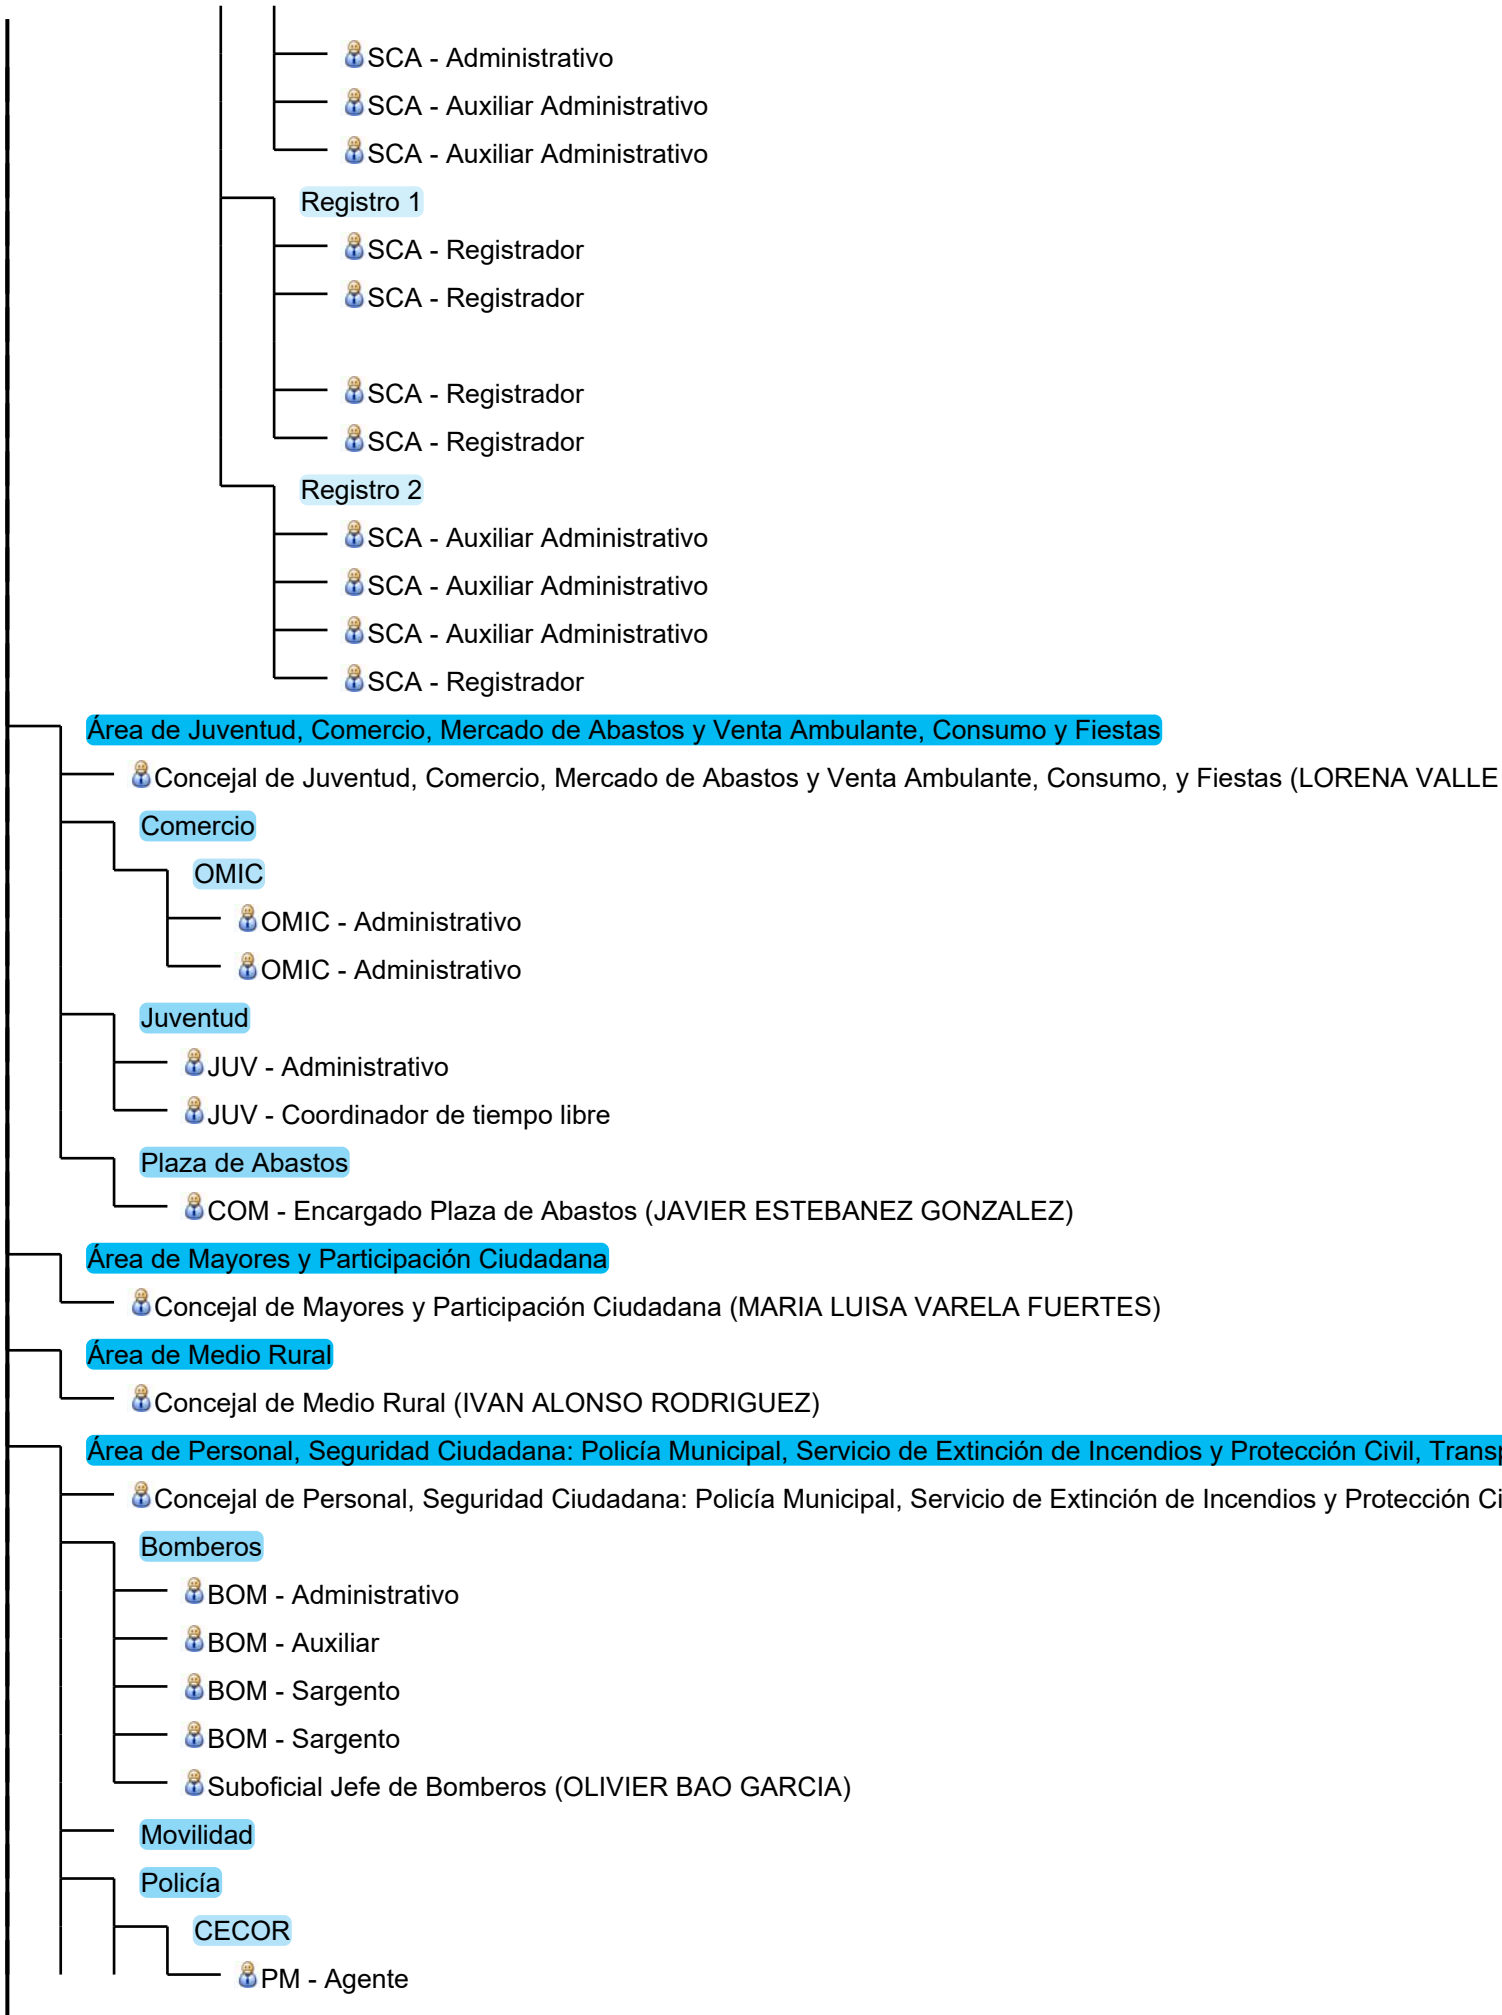 SCA - Administrativo
SCA - Auxiliar Administrativo
SCA - Auxiliar Administrativo
Registro 1
SCA - Registrador
SCA - Registrador
SCA - Registrador
SCA - Registrador
Registro 2
SCA - Auxiliar Administrativo
SCA - Auxiliar Administrativo
SCA - Auxiliar Administrativo
SCA - Registrador
Área de Juventud, Comercio, Mercado de Abastos y Venta Ambulante, Consumo y Fiestas
Concejal de Juventud, Comercio, Mercado de Abastos y Venta Ambulante, Consumo, y Fiestas (LORENA VALLE
Comercio
OMIC
OMIC - Administrativo
OMIC - Administrativo
Juventud
JUV - Administrativo
JUV - Coordinador de tiempo libre
Plaza de Abastos
COM - Encargado Plaza de Abastos (JAVIER ESTEBANEZ GONZALEZ)
Área de Mayores y Participación Ciudadana
Concejal de Mayores y Participación Ciudadana (MARIA LUISA VARELA FUERTES)
Área de Medio Rural
Concejal de Medio Rural (IVAN ALONSO RODRIGUEZ)
Área de Personal, Seguridad Ciudadana: Policía Municipal, Servicio de Extinción de Incendios y Protección Civil, Transp
Concejal de Personal, Seguridad Ciudadana: Policía Municipal, Servicio de Extinción de Incendios y Protección Ci
Bomberos
BOM - Administrativo
BOM - Auxiliar
BOM - Sargento
BOM - Sargento
Suboficial Jefe de Bomberos (OLIVIER BAO GARCIA)
Movilidad
Policía
CECOR
PM - Agente